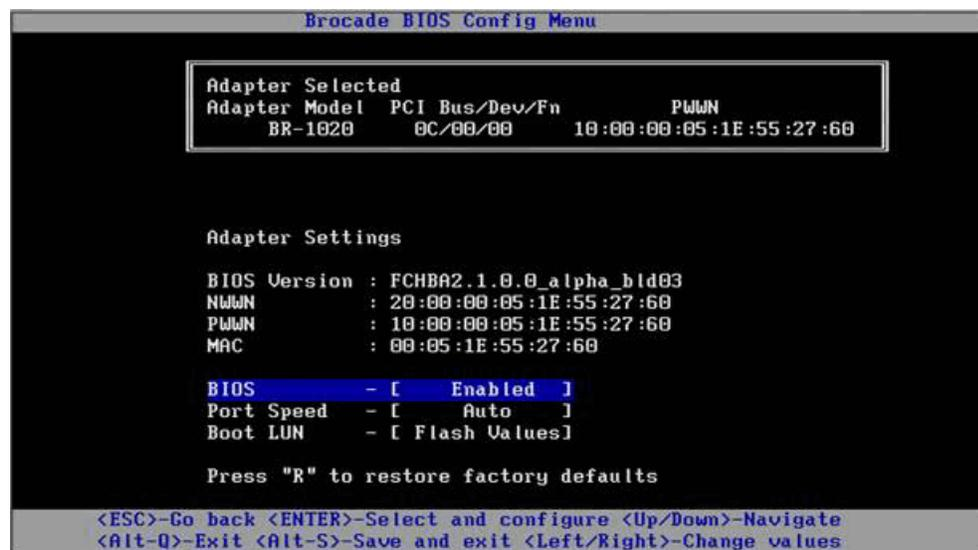 Brocade BIOS Config Menu
Adapter Selected
Adapter Model PCI Bus/Dev/Fn PWWN
BR-1020 0C/00/00 10:00:00:05:1E:55:27:60
Adapter Settings
BIOS Version : FCHBA2.1.0.0_alpha_bld03
NWWN : 20:00:00:05:1E:55:27:60
PWWN : 10:00:00:05:1E:55:27:60
MAC : 00:05:1E:55:27:60
BIOS - [ Enabled ]
Port Speed - [ Auto ]
Boot LUN - [ Flash Values]
Press "R" to restore factory defaults
<ESC>-Go back <ENTER>-Select and configure <Up/Down>-Navigate
<Alt-Q>-Exit <Alt-S>-Save and exit <Left/Right>-Change values